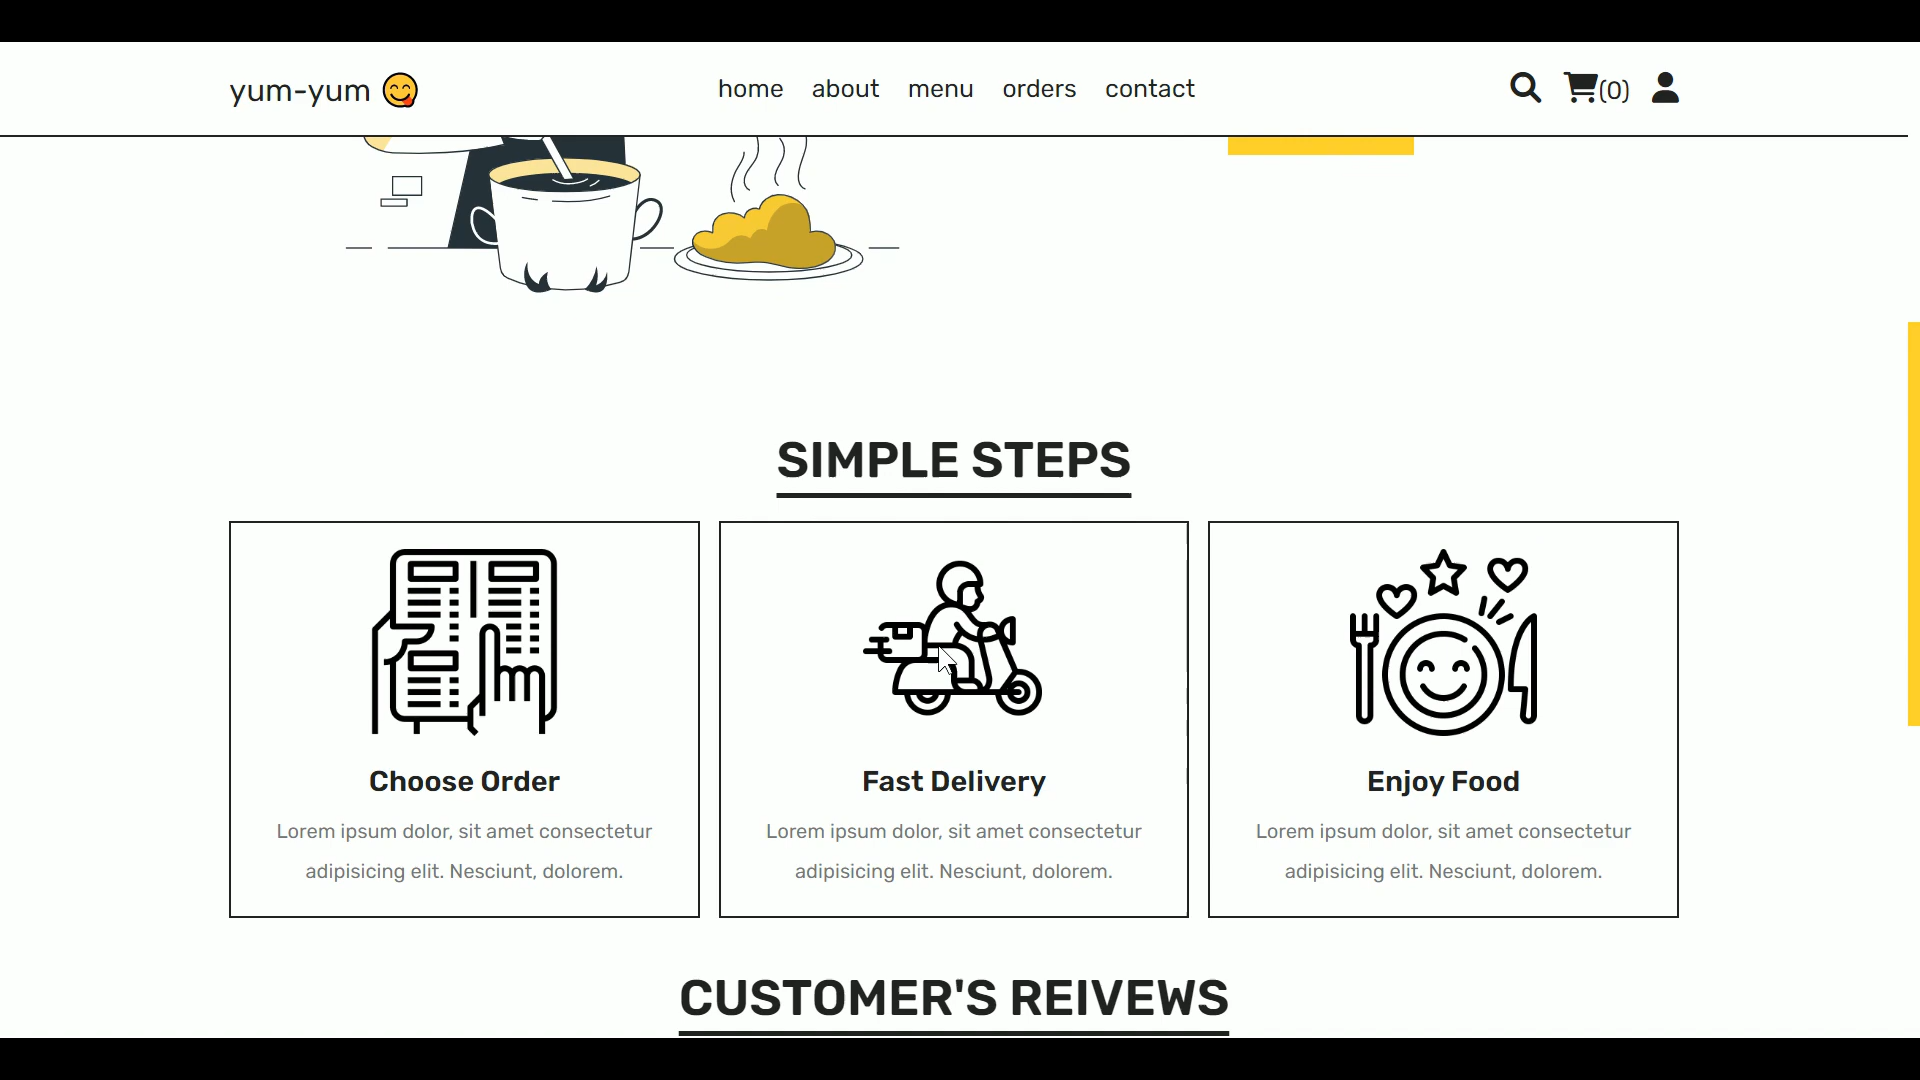 yum-yum 😋
home about menu orders contact
(0)
SIMPLE STEPS
Choose Order
Lorem ipsum dolor, sit amet consectetur
adipisicing elit. Nesciunt, dolorem.
Fast Delivery
Lorem ipsum dolor, sit amet consectetur
adipisicing elit. Nesciunt, dolorem.
Enjoy Food
Lorem ipsum dolor, sit amet consectetur
adipisicing elit. Nesciunt, dolorem.
CUSTOMER'S REIVEWS